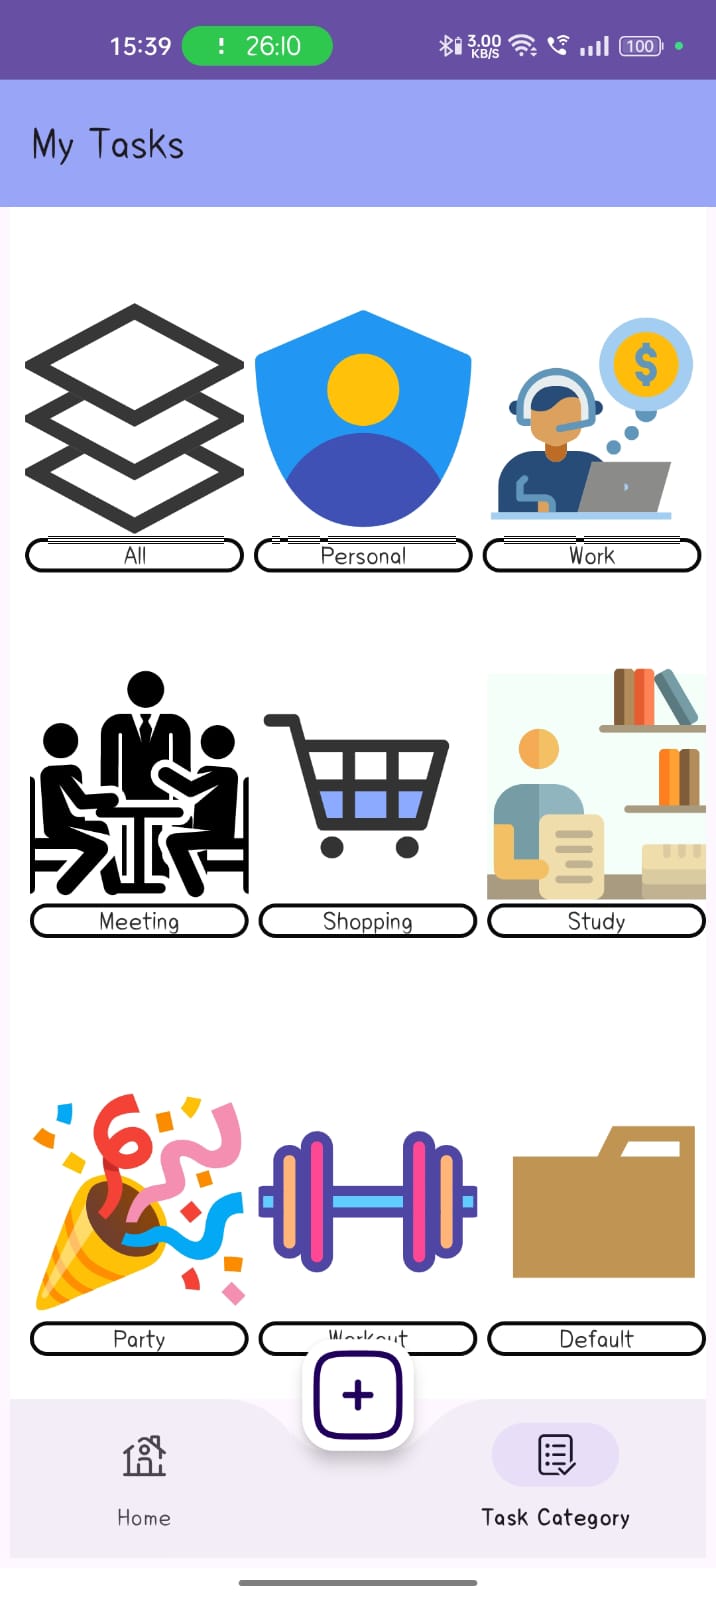 15:39 ! 26:10 3.00 KB/S 100
My Tasks
$
All Personal Work
Meeting Shopping Study
Party Workout Default
+
Home Task Category